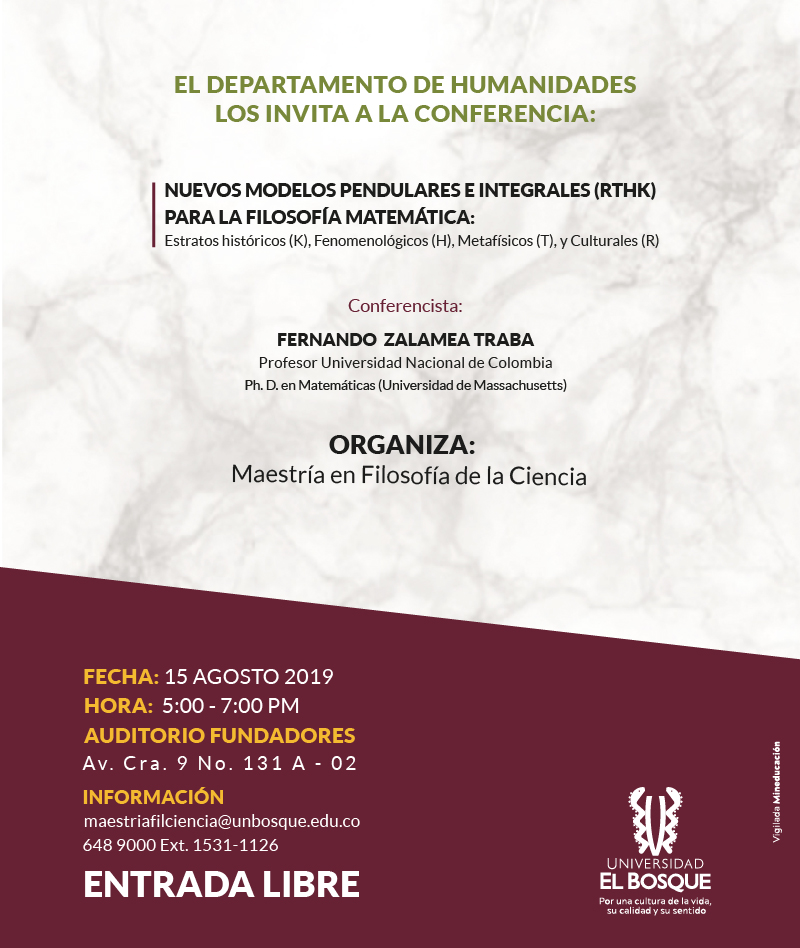 EL DEPARTAMENTO DE HUMANIDADES
LOS INVITA A LA CONFERENCIA:
NUEVOS MODELOS PENDULARES E INTEGRALES (RTHK)
PARA LA FILOSOFÍA MATEMÁTICA:
Estratos históricos (K), Fenomenológicos (H), Metafísicos (T), y Culturales (R)
Conferencista:
FERNANDO ZALAMEA TRABA
Profesor Universidad Nacional de Colombia
Ph. D. en Matemáticas (Universidad de Massachusetts)
ORGANIZA:
Maestría en Filosofía de la Ciencia
FECHA: 15 AGOSTO 2019
HORA: 5:00 - 7:00 PM
AUDITORIO FUNDADORES
Av. Cra. 9 No. 131 A - 02
INFORMACIÓN
maestriafilciencia@unbosque.edu.co
648 9000 Ext. 1531-1126
ENTRADA LIBRE
UNIVERSIDAD
EL BOSQUE
Por una cultura de la vida,
su calidad y su sentido
Vigilada Mineducación